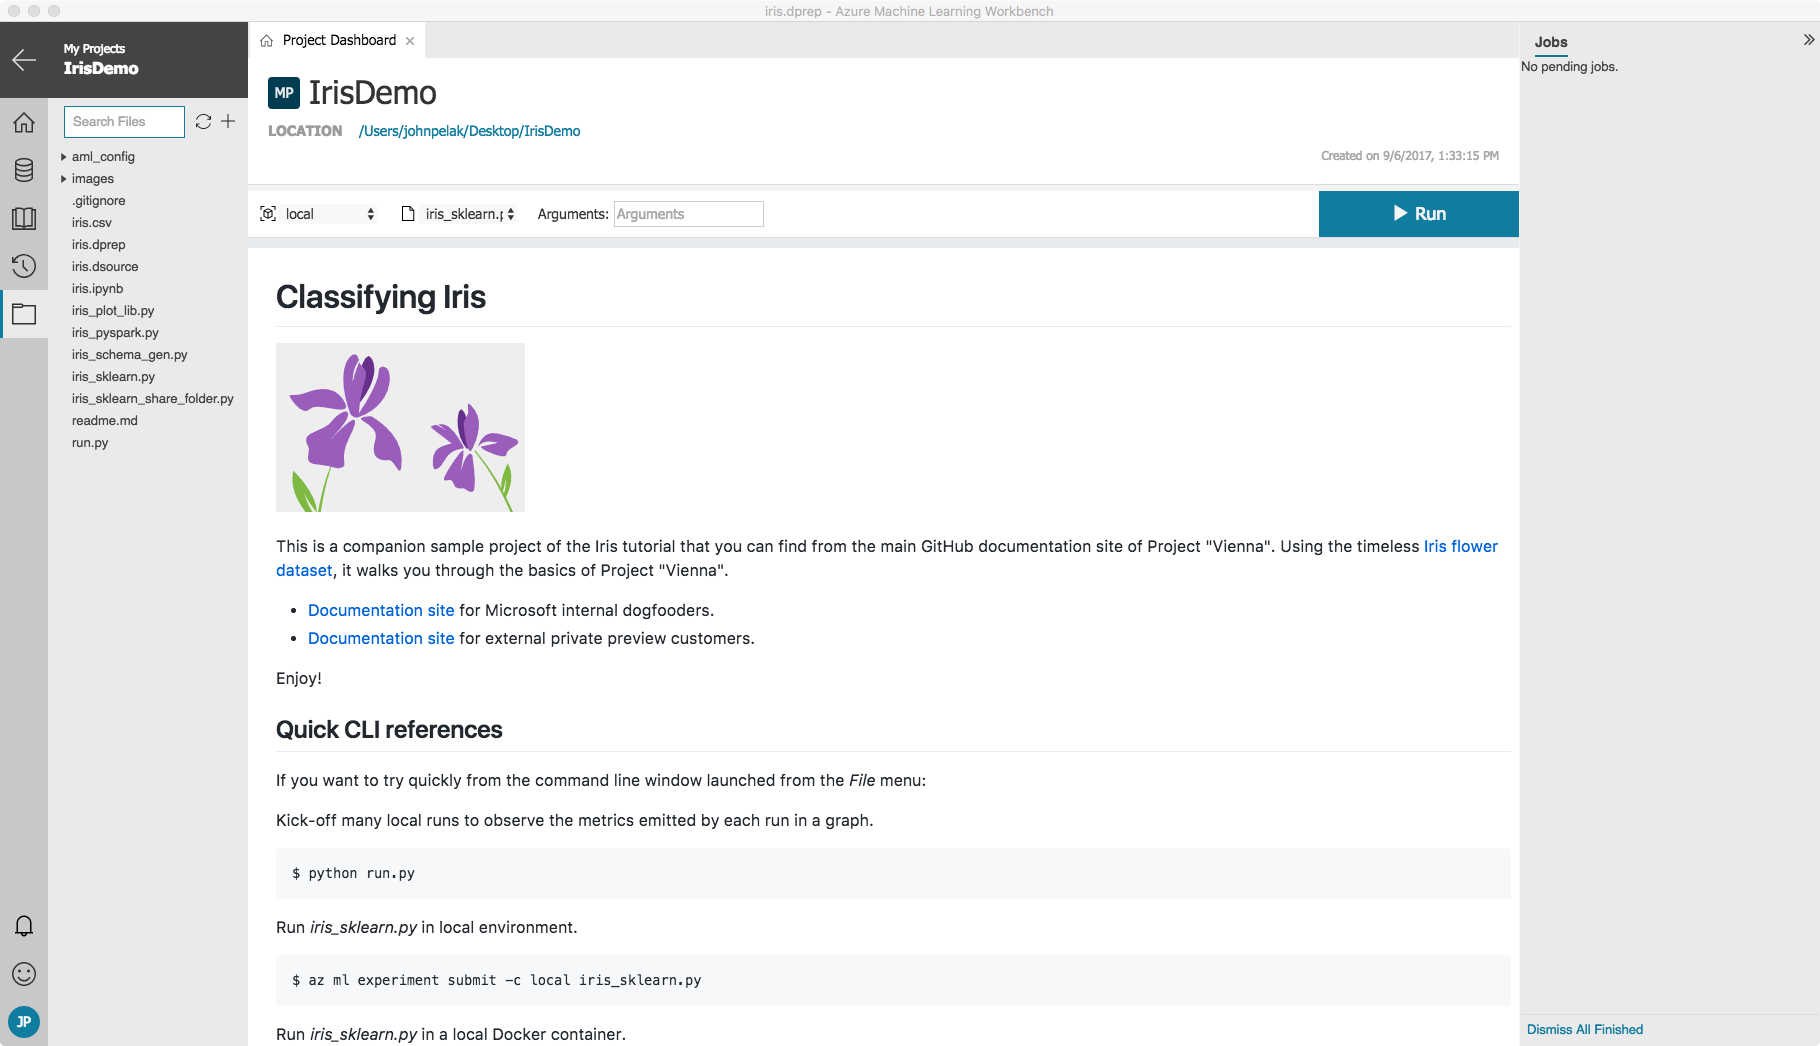 iris.dprep - Azure Machine Learning Workbench
My Projects
IrisDemo
Search Files
aml_config
images
.gitignore
iris.csv
iris.dprep
iris.dsource
iris.ipynb
iris_plot_lib.py
iris_pyspark.py
iris_schema_gen.py
iris_sklearn.py
iris_sklearn_share_folder.py
readme.md
run.py
JP
Project Dashboard
MP IrisDemo
LOCATION /Users/johnpelak/Desktop/IrisDemo
Created on 9/6/2017, 1:33:15 PM
local iris_sklearn.p Arguments: Arguments Run
Classifying Iris
This is a companion sample project of the Iris tutorial that you can find from the main GitHub documentation site of Project "Vienna". Using the timeless Iris flower
dataset, it walks you through the basics of Project "Vienna".
• Documentation site for Microsoft internal dogfooders.
• Documentation site for external private preview customers.
Enjoy!
Quick CLI references
If you want to try quickly from the command line window launched from the File menu:
Kick-off many local runs to observe the metrics emitted by each run in a graph.
$ python run.py
Run iris_sklearn.py in local environment.
$ az ml experiment submit -c local iris_sklearn.py
Run iris_sklearn.py in a local Docker container.
Jobs
No pending jobs.
Dismiss All Finished